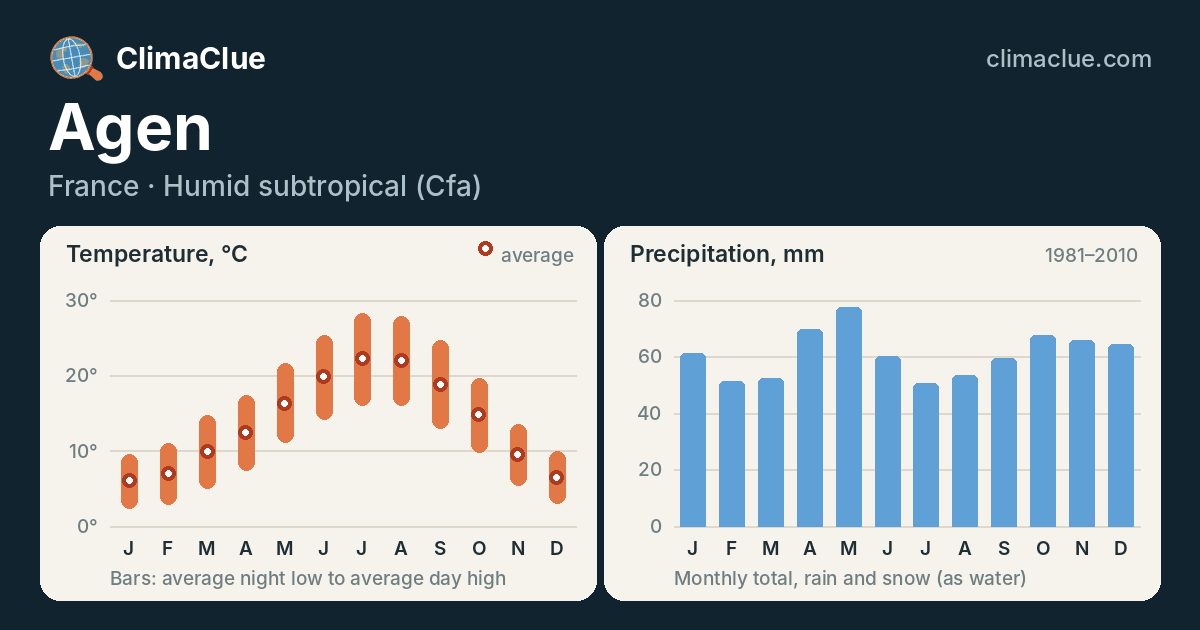 ClimaClue
climaclue.com
Agen
France · Humid subtropical (Cfa)
Temperature, °C
average
30°
20°
10°
0°
J F M A M J J A S O N D
Bars: average night low to average day high
Precipitation, mm
1981–2010
80
60
40
20
0
J F M A M J J A S O N D
Monthly total, rain and snow (as water)